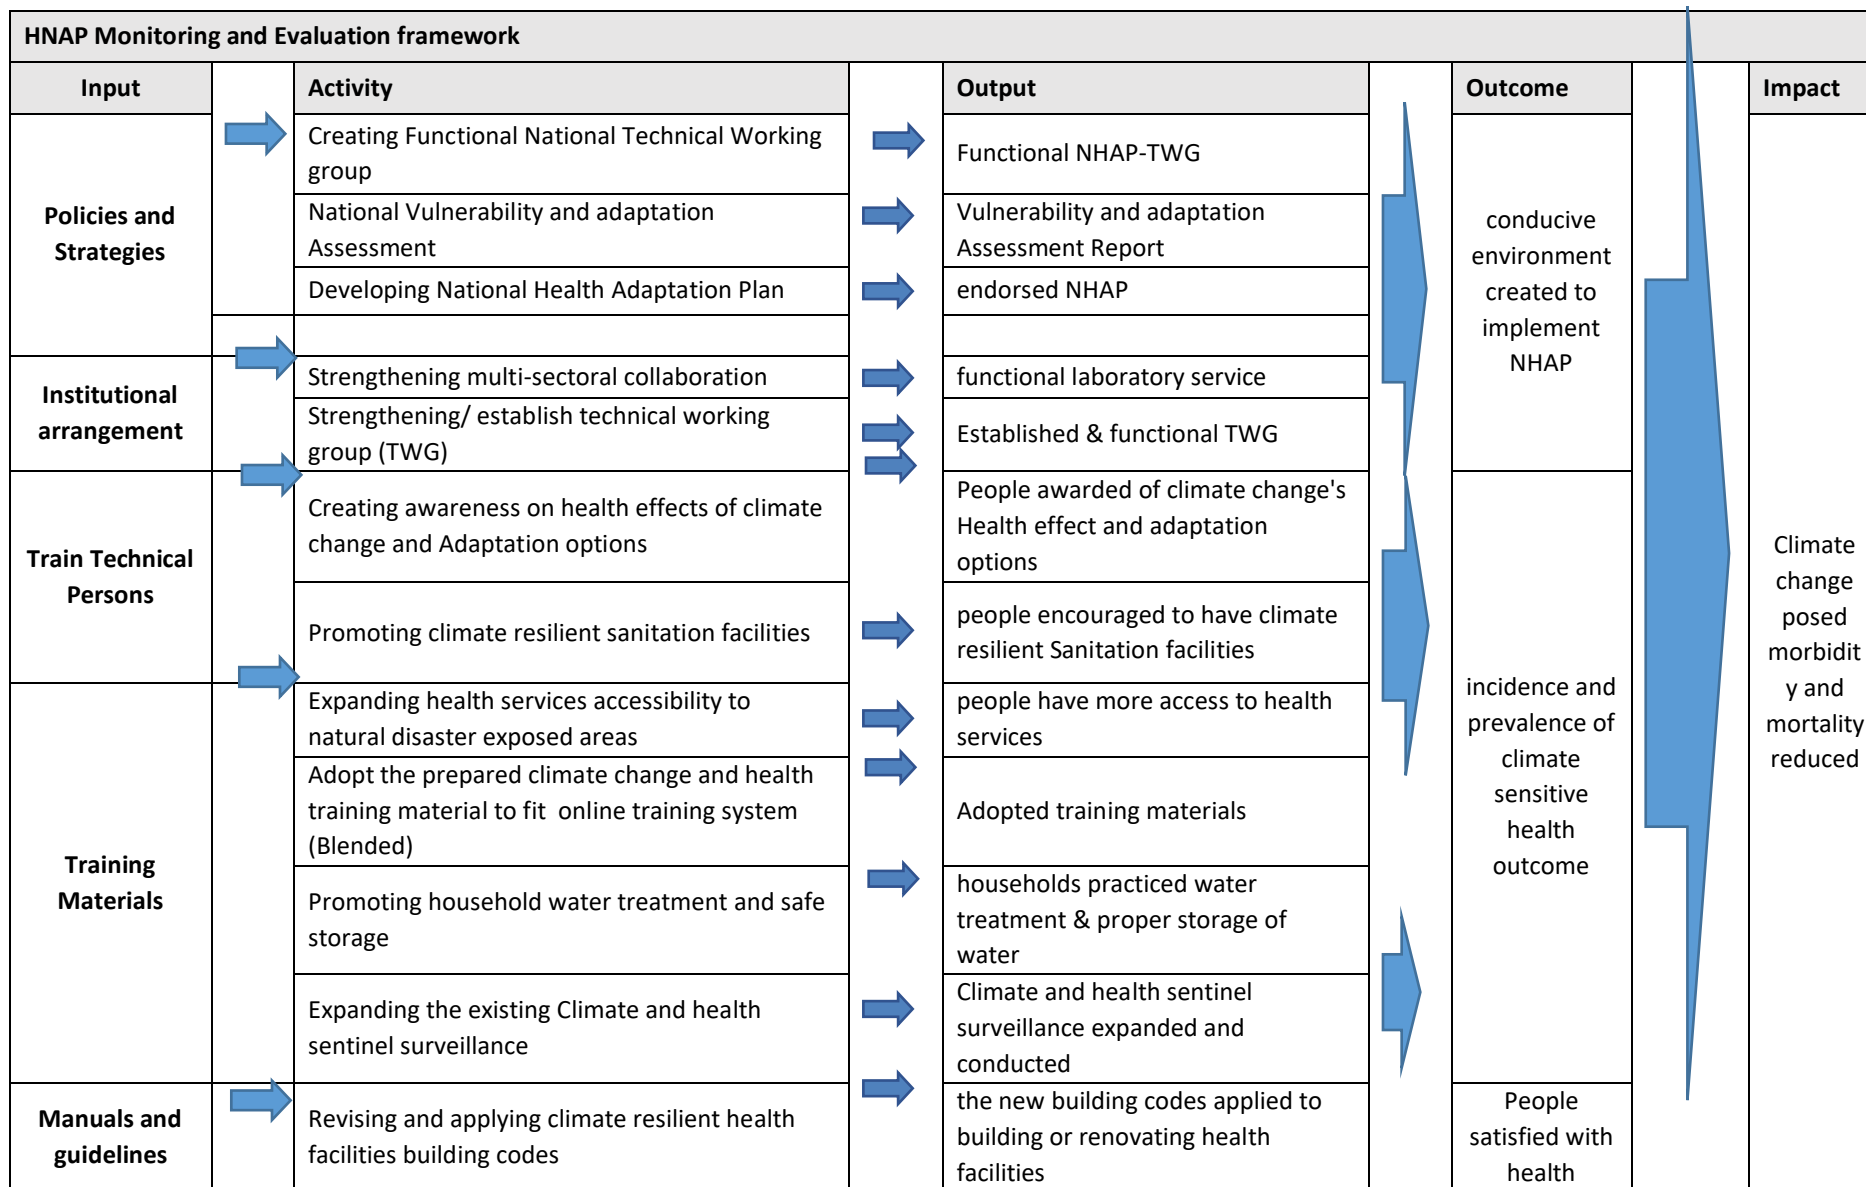 HNAP Monitoring and Evaluation framework
Input
Activity
Output
Outcome
Impact
Policies and
Strategies
Creating Functional National Technical Working
group
Functional NHAP-TWG
National Vulnerability and adaptation
Assessment
Vulnerability and adaptation
Assessment Report
Developing National Health Adaptation Plan
endorsed NHAP
conducive
environment
created to
implement
NHAP
Institutional
arrangement
Strengthening multi-sectoral collaboration
functional laboratory service
Strengthening/ establish technical working
group (TWG)
Established & functional TWG
Train Technical
Persons
Creating awareness on health effects of climate
change and Adaptation options
People awarded of climate change's
Health effect and adaptation
options
Promoting climate resilient sanitation facilities
people encouraged to have climate
resilient Sanitation facilities
Training
Materials
Expanding health services accessibility to
natural disaster exposed areas
people have more access to health
services
Adopt the prepared climate change and health
training material to fit  online training system
(Blended)
Adopted training materials
Promoting household water treatment and safe
storage
households practiced water
treatment & proper storage of
water
Expanding the existing Climate and health
sentinel surveillance
Climate and health sentinel
surveillance expanded and
conducted
incidence and
prevalence of
climate
sensitive
health
outcome
Manuals and
guidelines
Revising and applying climate resilient health
facilities building codes
the new building codes applied to
building or renovating health
facilities
People
satisfied with
health
Climate
change
posed
morbidit
y and
mortality
reduced